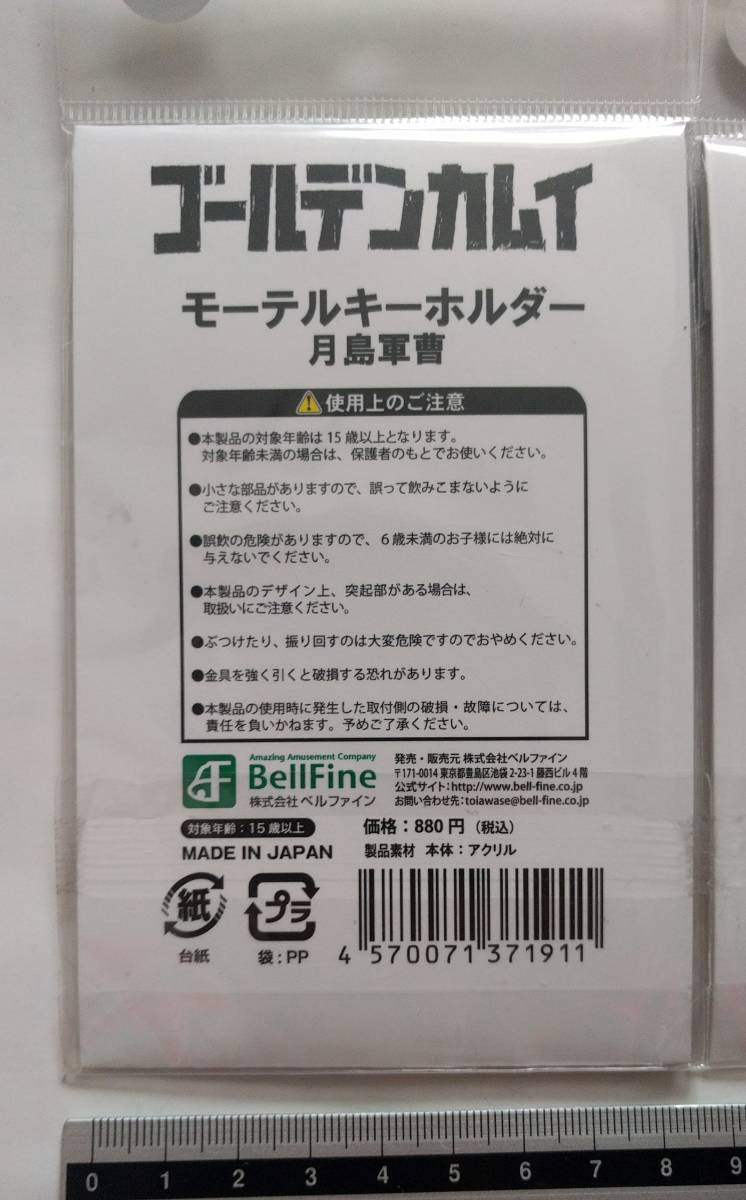 ゴールデンカムイ
モーテルキーホルダー
月島軍曹
使用上のご注意
●本製品の対象年齢は15歳以上となります。
対象年齢未満の場合は、保護者のもとでお使いください。
●小さな部品がありますので、誤って飲みこまないように
ご注意ください。
●誤飲の危険がありますので、6歳未満のお子様には絶対に
与えないでください。
●本製品のデザイン上、突起部がある場合は、
取扱いにご注意ください。
●ぶつけたり、振り回すのは大変危険ですのでおやめください。
●金具を強く引くと破損する恐れがあります。
●本製品の使用時に発生した取付側の破損・故障については、
責任を負いかねます。予めご了承ください。
Amazing Amusement Company
BellFine
株式会社 ベルファイン
発売・販売元 株式会社ベルファイン
〒171-0014 東京都豊島区池袋 2-23-1 藤西ビル 4 階
公式サイト:http://www.bell-fine.co.jp
お問い合わせ先:toiawase@bell-fine.co.jp
対象年齢:15歳以上
価格:880円(税込)
MADE IN JAPAN
製品素材 本体:アクリル
紙
プラ
台紙
袋:PP
4 570071 371911
0 1 2 3 4 5 6 7 8 9